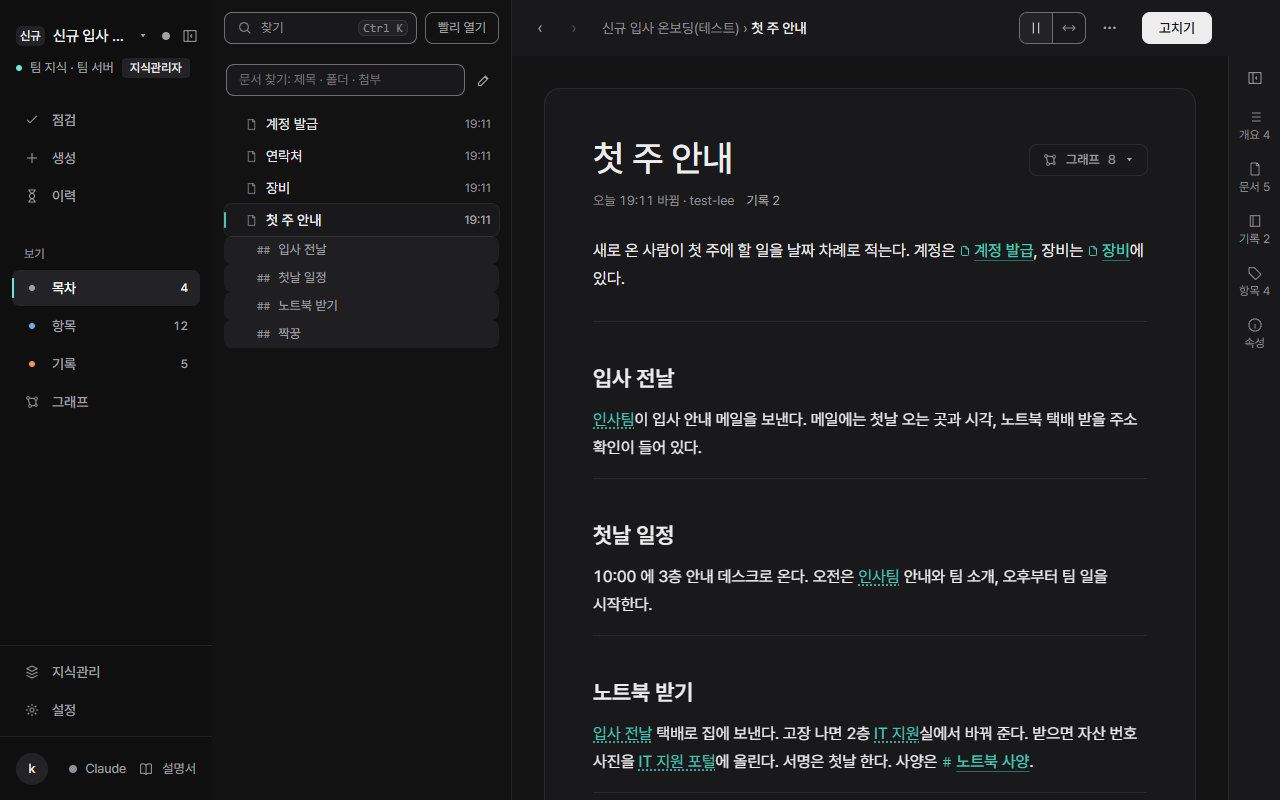 신규 신규 입사 ...
팀 지식 · 팀 서버 지식관리자
점검
생성
이력
보기
목차 4
항목 12
기록 5
그래프
지식관리
설정
k Claude 설명서
찾기 Ctrl K 빨리 열기
문서 찾기: 제목 · 폴더 · 첨부
계정 발급 19:11
연락처 19:11
장비 19:11
첫 주 안내 19:11
## 입사 전날
## 첫날 일정
## 노트북 받기
## 짝꿍
‹ › 신규 입사 온보딩(테스트) › 첫 주 안내 고치기
첫 주 안내
그래프 8
오늘 19:11 바뀜 · test-lee 기록 2
새로 온 사람이 첫 주에 할 일을 날짜 차례로 적는다. 계정은 계정 발급, 장비는 장비에
있다.
입사 전날
인사팀이 입사 안내 메일을 보낸다. 메일에는 첫날 오는 곳과 시각, 노트북 택배 받을 주소
확인이 들어 있다.
첫날 일정
10:00 에 3층 안내 데스크로 온다. 오전은 인사팀 안내와 팀 소개, 오후부터 팀 일을
시작한다.
노트북 받기
입사 전날 택배로 집에 보낸다. 고장 나면 2층 IT 지원실에서 바꿔 준다. 받으면 자산 번호
사진을 IT 지원 포털에 올린다. 서명은 첫날 한다. 사양은 # 노트북 사양.
개요 4
문서 5
기록 2
항목 4
속성